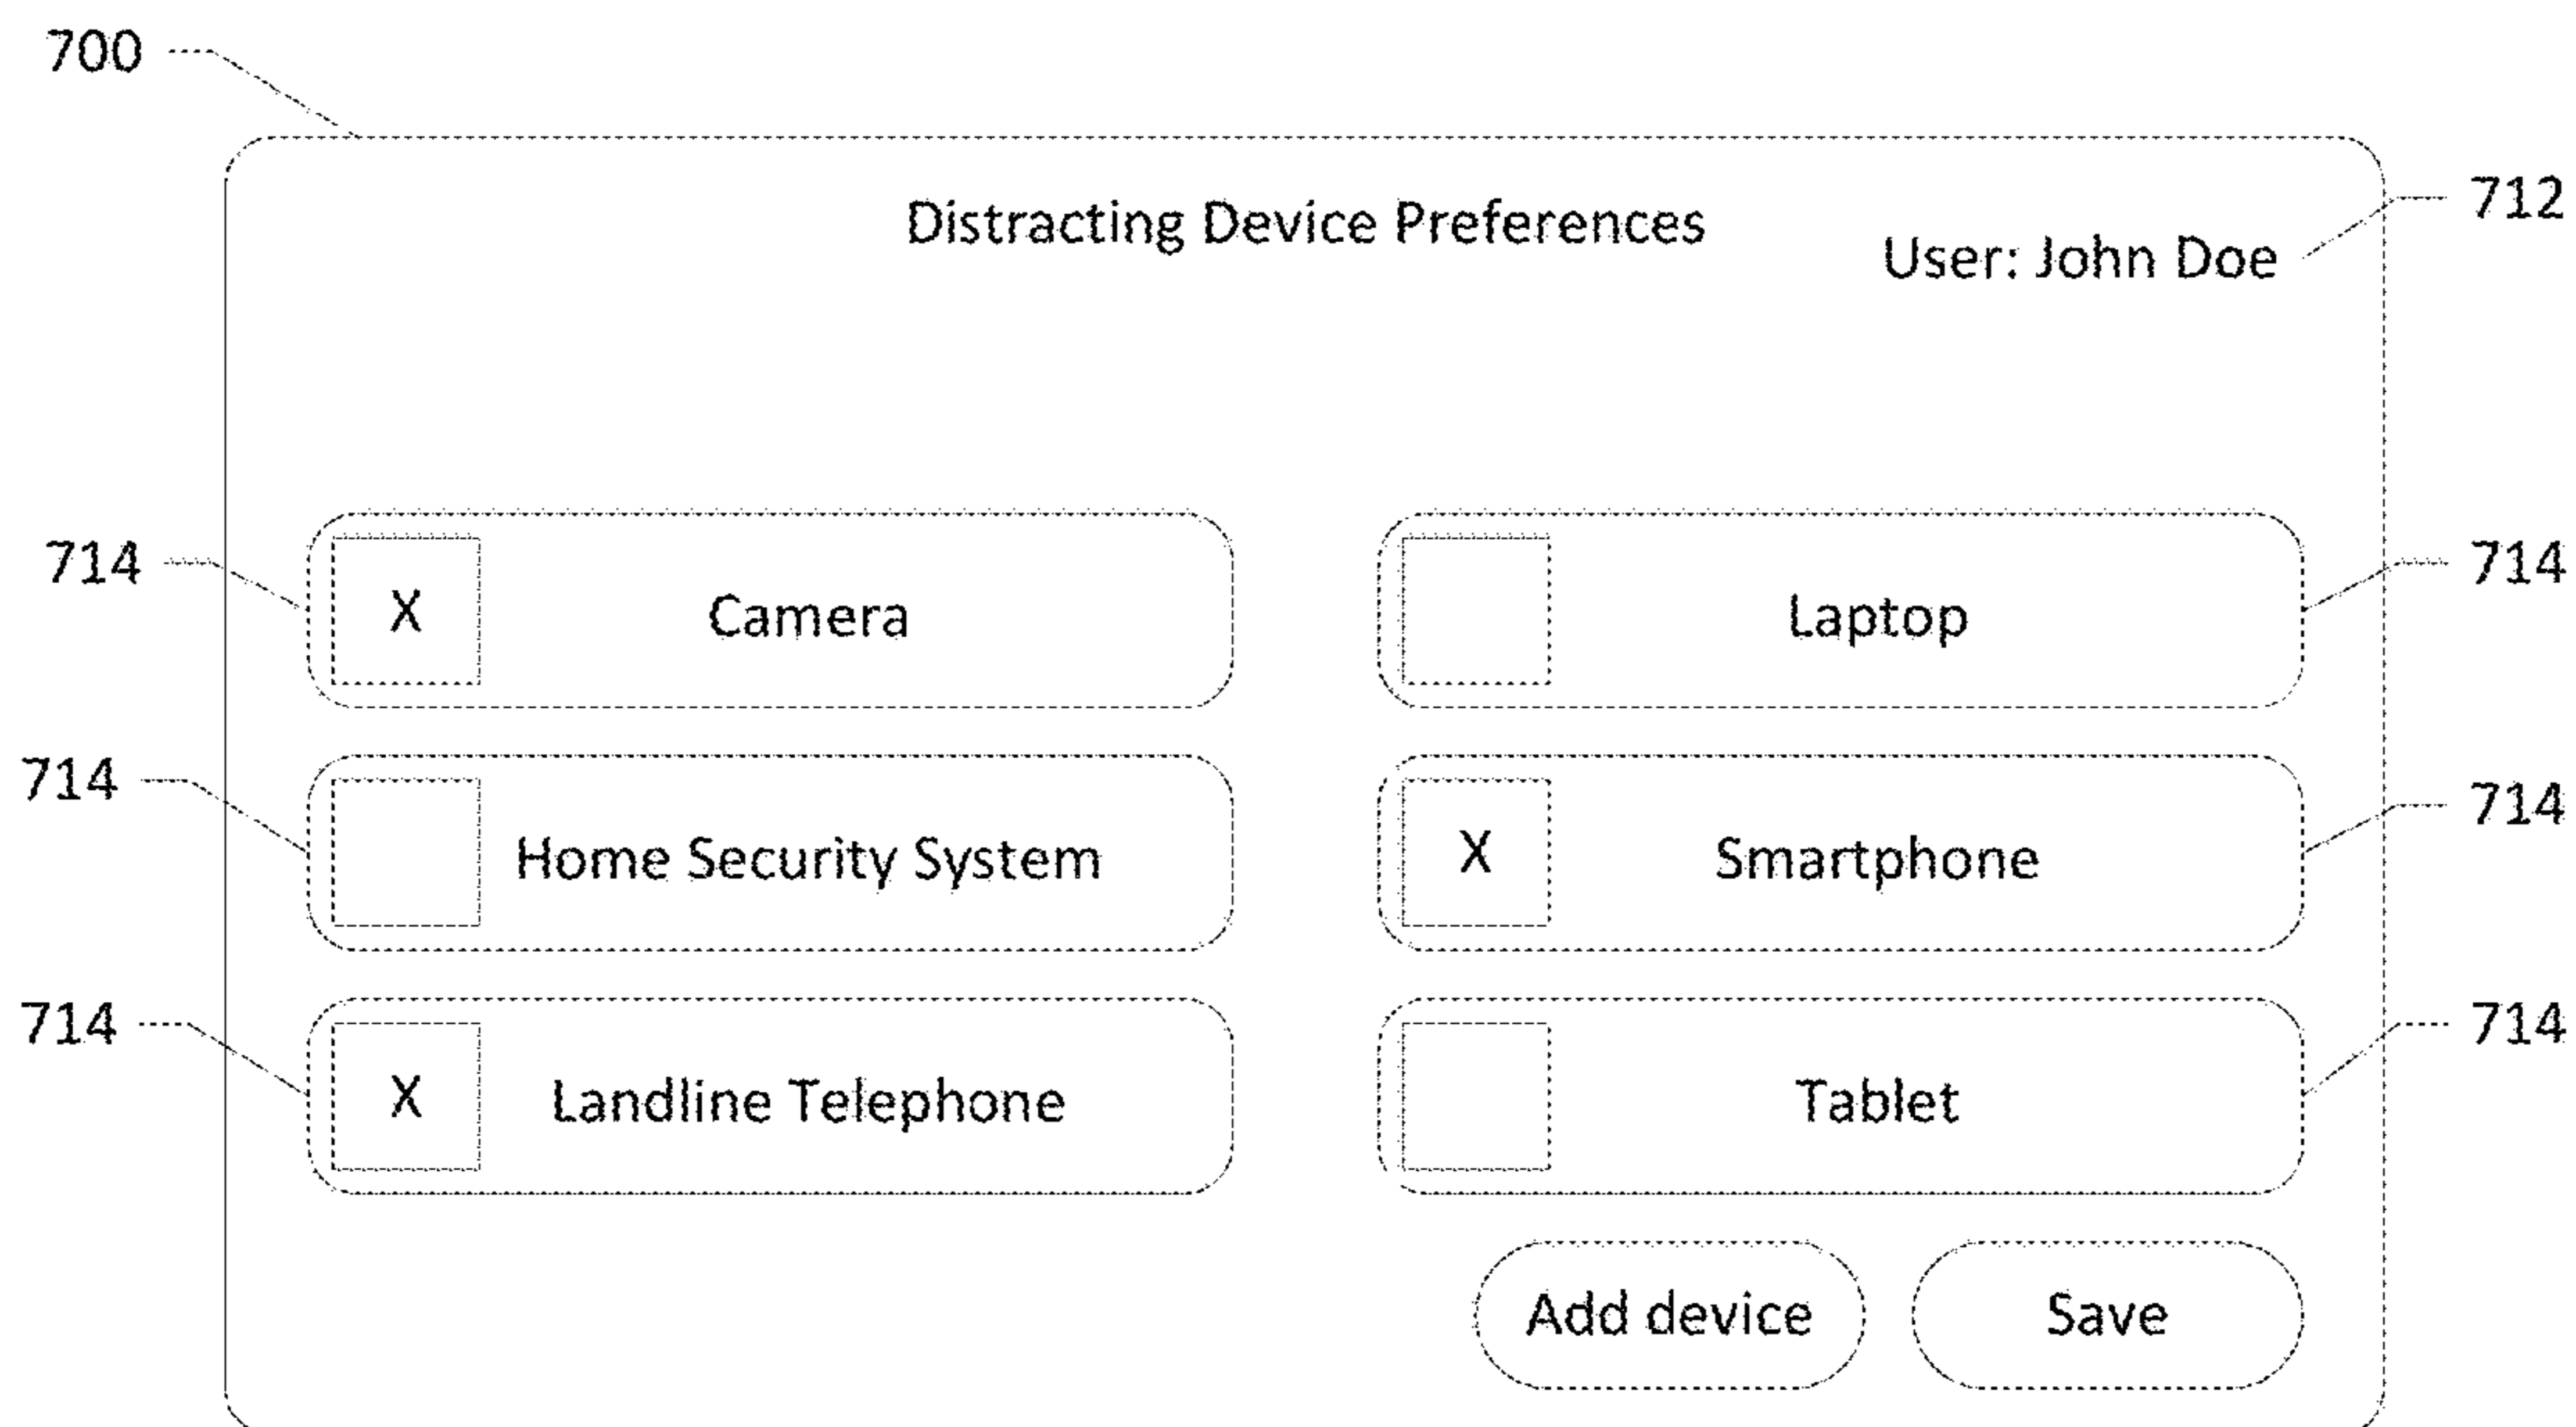 700
Distracting Device Preferences
712
User: John Doe
714
X
Camera
Laptop
714
714
Home Security System
X
Smartphone
714
714
X
Landline Telephone
Tablet
714
Add device
Save